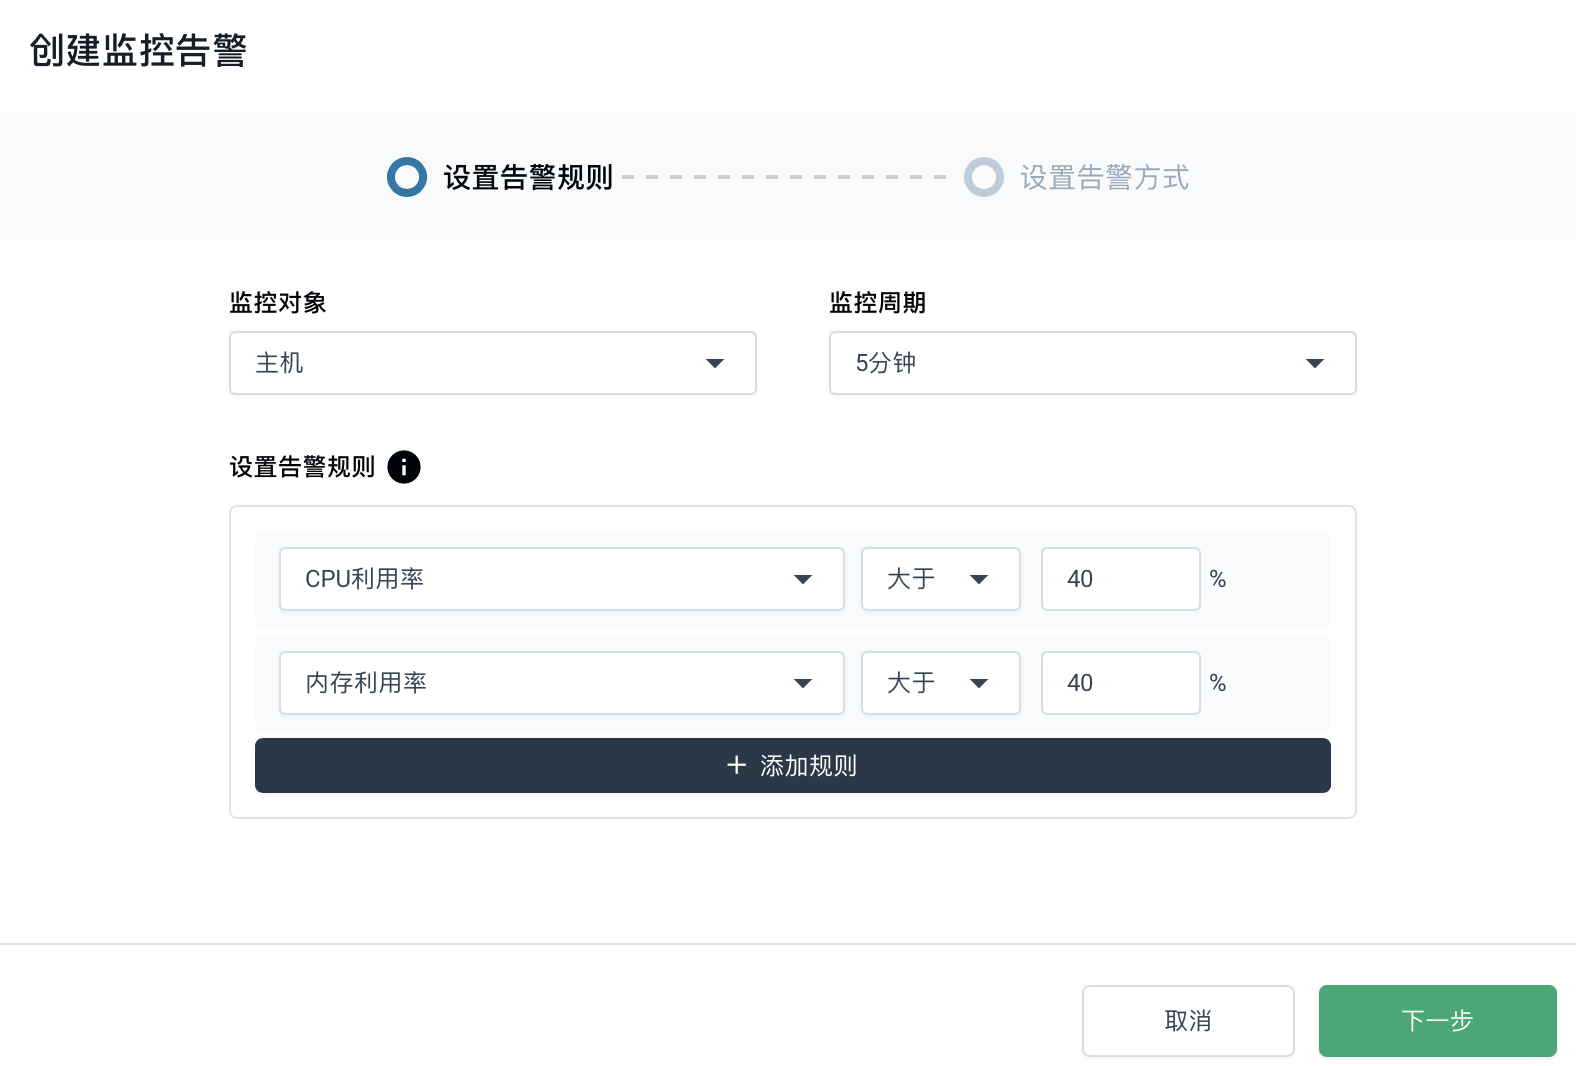 创建监控告警
设置告警规则
设置告警方式
监控对象
监控周期
主机
5分钟
设置告警规则
CPU利用率 大于 40 %
内存利用率 大于 40 %
+ 添加规则
取消
下一步